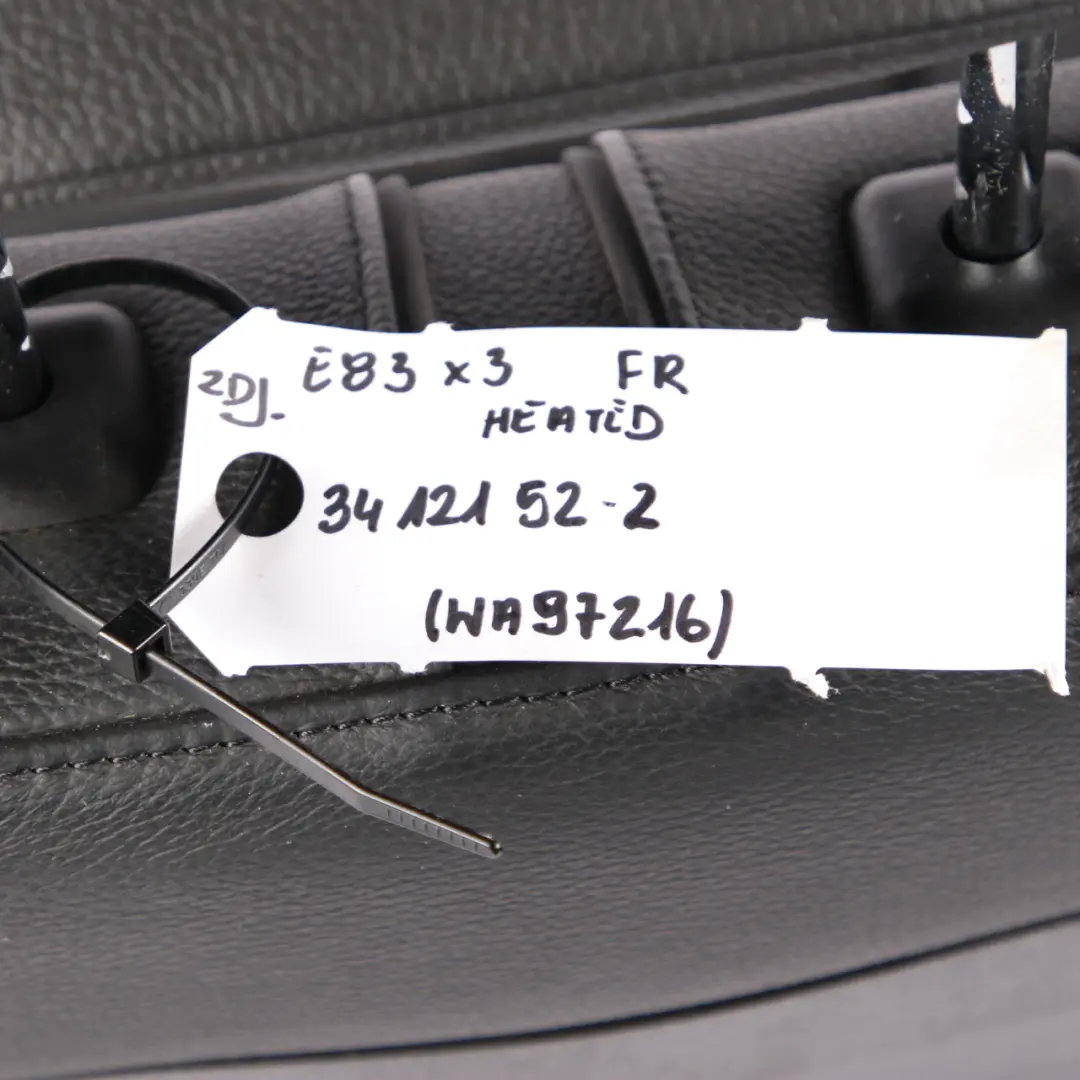 E83 x3 FR
ZDJ. HEATED
34 121 52-2
(WA97216)